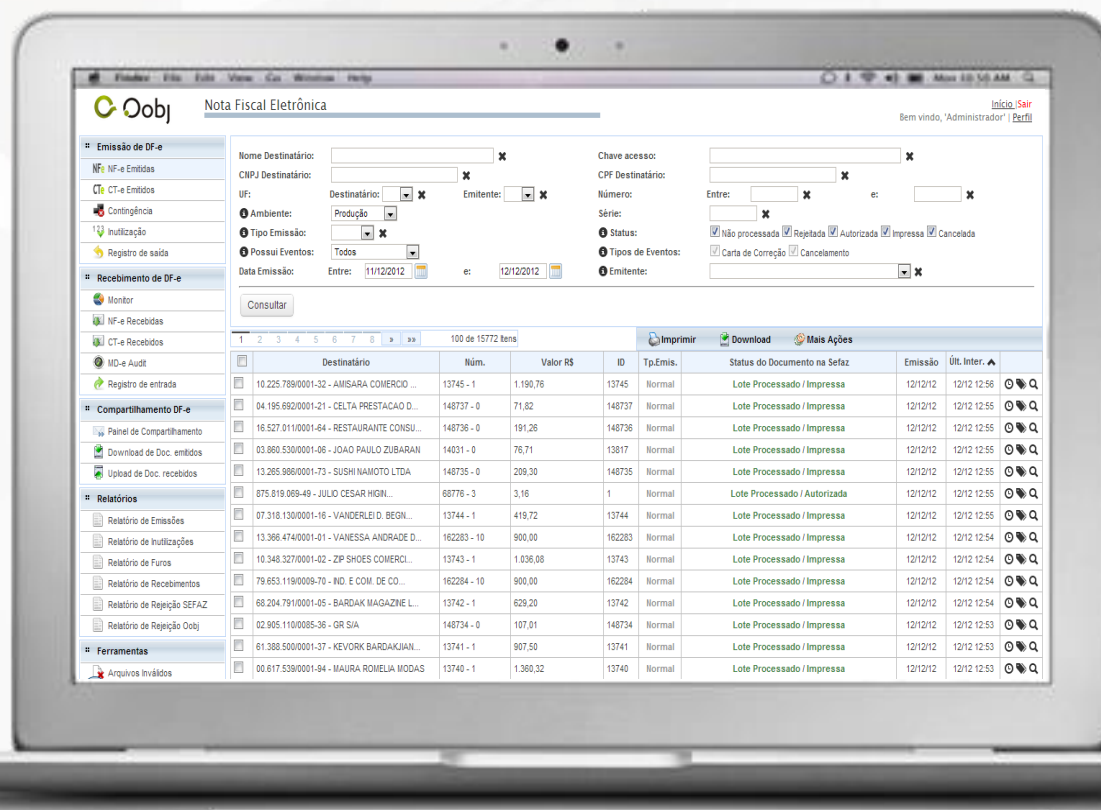 Finder File Edit View Go Window Help Mon 10:50 AM
Oobj Nota Fiscal Eletrônica Início |Sair
Bem vindo, 'Administrador' | Perfil
Emissão de DF-e
NFe NF-e Emitidas
CTe CT-e Emitidos
Contingência
123 Inutilização
Registro de saída
Recebimento de DF-e
Monitor
NF-e Recebidas
CT-e Recebidos
MD-e Audit
Registro de entrada
Compartilhamento DF-e
Painel de Compartilhamento
Download de Doc. emitidos
Upload de Doc. recebidos
Relatórios
Relatório de Emissões
Relatório de Inutilizações
Relatório de Furos
Relatório de Recebimentos
Relatório de Rejeição SEFAZ
Relatório de Rejeição Oobj
Ferramentas
Arquivos Inválidos
Nome Destinatário: Chave acesso:
CNPJ Destinatário: CPF Destinatário:
UF: Destinatário: Emitente: Número: Entre: e:
Ambiente: Produção Série:
Tipo Emissão: Status: Não processada Rejeitada Autorizada Impressa Cancelada
Possui Eventos: Todos Tipos de Eventos: Carta de Correção Cancelamento
Data Emissão: Entre: 11/12/2012 e: 12/12/2012 Emitente:
Consultar
1 2 3 4 5 6 7 8 » »» 100 de 15772 itens Imprimir Download Mais Ações
Destinatário Núm. Valor R$ ID Tp.Emis. Status do Documento na Sefaz Emissão Últ. Inter.
10.225.789/0001-32 - AMISARA COMERCIO ... 13745 - 1 1.190,76 13745 Normal Lote Processado / Impressa 12/12/12 12/12 12:56
04.195.692/0001-21 - CELTA PRESTACAO D... 148737 - 0 71,82 148737 Normal Lote Processado / Impressa 12/12/12 12/12 12:55
16.527.011/0001-64 - RESTAURANTE CONSU... 148736 - 0 191,26 148736 Normal Lote Processado / Impressa 12/12/12 12/12 12:55
03.860.530/0001-06 - JOAO PAULO ZUBARAN 14031 - 0 76,71 13817 Normal Lote Processado / Impressa 12/12/12 12/12 12:55
13.265.986/0001-73 - SUSHI NAMOTO LTDA 148735 - 0 209,30 148735 Normal Lote Processado / Impressa 12/12/12 12/12 12:55
875.819.069-49 - JULIO CESAR HIGIN... 68776 - 3 3,16 1 Normal Lote Processado / Autorizada 12/12/12 12/12 12:55
07.318.130/0001-16 - VANDERLEI D. BEGN... 13744 - 1 419,72 13744 Normal Lote Processado / Impressa 12/12/12 12/12 12:55
13.366.474/0001-01 - VANESSA ANDRADE D... 162283 - 10 900,00 162283 Normal Lote Processado / Impressa 12/12/12 12/12 12:54
10.348.327/0001-02 - ZIP SHOES COMERCI... 13743 - 1 1.036,08 13743 Normal Lote Processado / Impressa 12/12/12 12/12 12:54
79.653.119/0009-70 - IND. E COM. DE CO... 162284 - 10 900,00 162284 Normal Lote Processado / Impressa 12/12/12 12/12 12:54
68.204.791/0001-05 - BARDAK MAGAZINE L... 13742 - 1 629,20 13742 Normal Lote Processado / Impressa 12/12/12 12/12 12:54
02.905.110/0085-36 - GR S/A 148734 - 0 107,01 148734 Normal Lote Processado / Impressa 12/12/12 12/12 12:53
61.388.500/0001-37 - KEVORK BARDAKJIAN... 13741 - 1 907,50 13741 Normal Lote Processado / Impressa 12/12/12 12/12 12:53
00.617.539/0001-94 - MAURA ROMELIA MODAS 13740 - 1 1.360,32 13740 Normal Lote Processado / Impressa 12/12/12 12/12 12:53